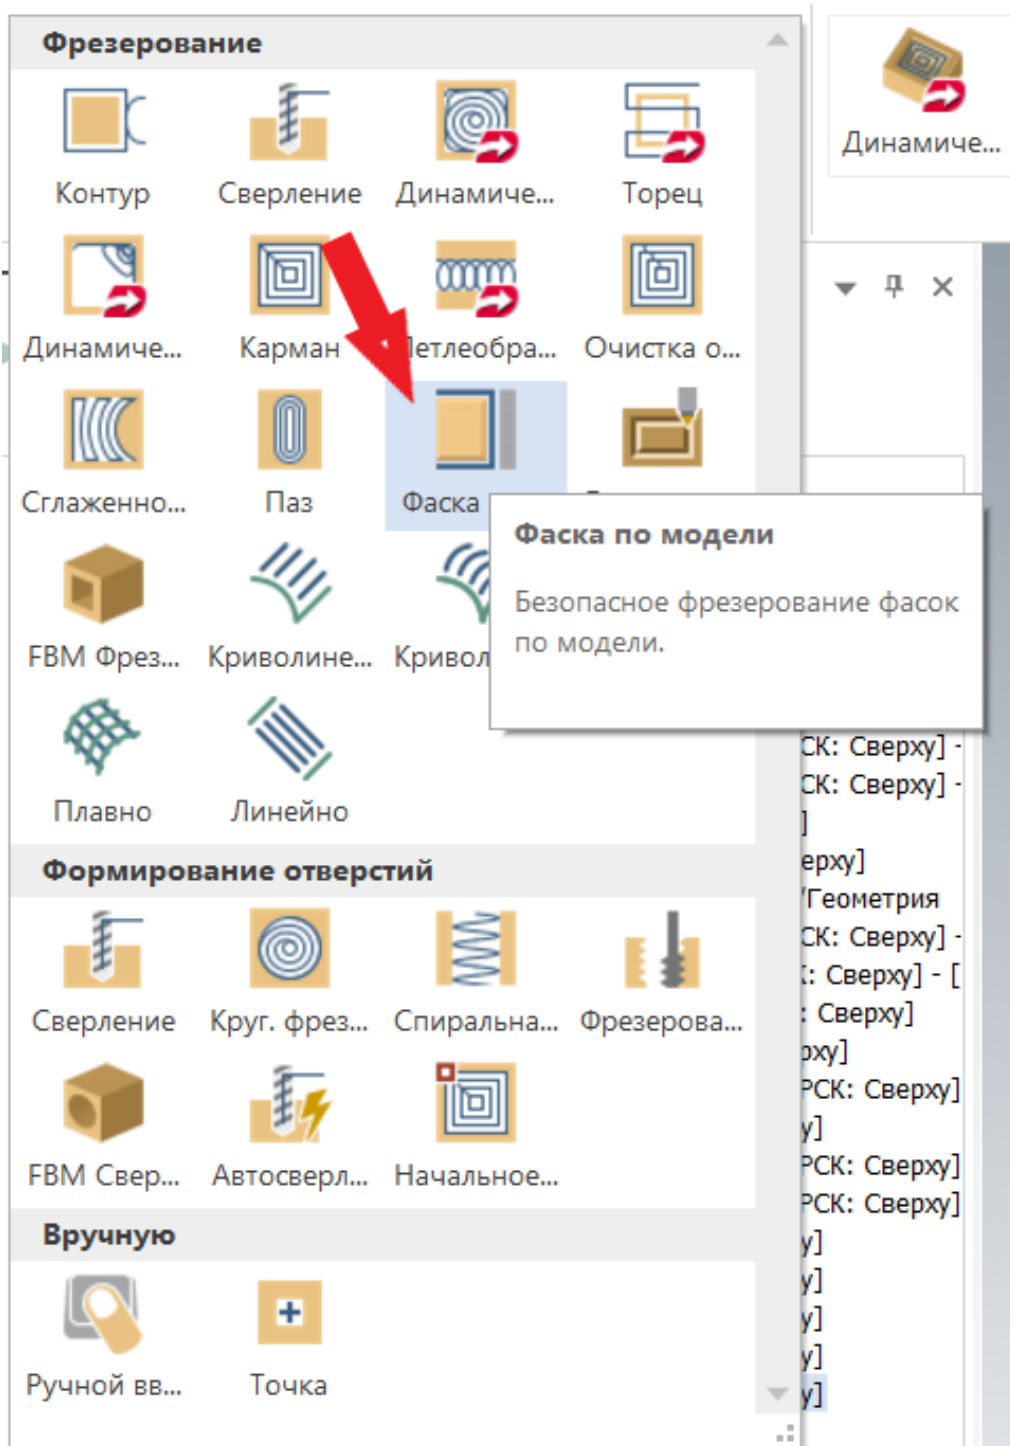 Фрезерование
Контур
Сверление
Динамиче...
Торец
Динамиче...
Динамиче...
Карман
Петлеобра...
Очистка о...
Сглаженно...
Паз
Фаска
Фаска по модели
Безопасное фрезерование фасок
по модели.
FBM Фрез...
Криволине...
Кривол
Плавно
Линейно
СК: Сверху] -
СК: Сверху] -
]
ерху]
/Геометрия
СК: Сверху] -
К: Сверху] - [
: Сверху]
рху]
РСК: Сверху]
у]
РСК: Сверху]
РСК: Сверху]
у]
у]
у]
у]
у]
Формирование отверстий
Сверление
Круг. фрез...
Спиральна...
Фрезерова...
FBM Свер...
Автосверл...
Начальное...
Вручную
Ручной вв...
Точка